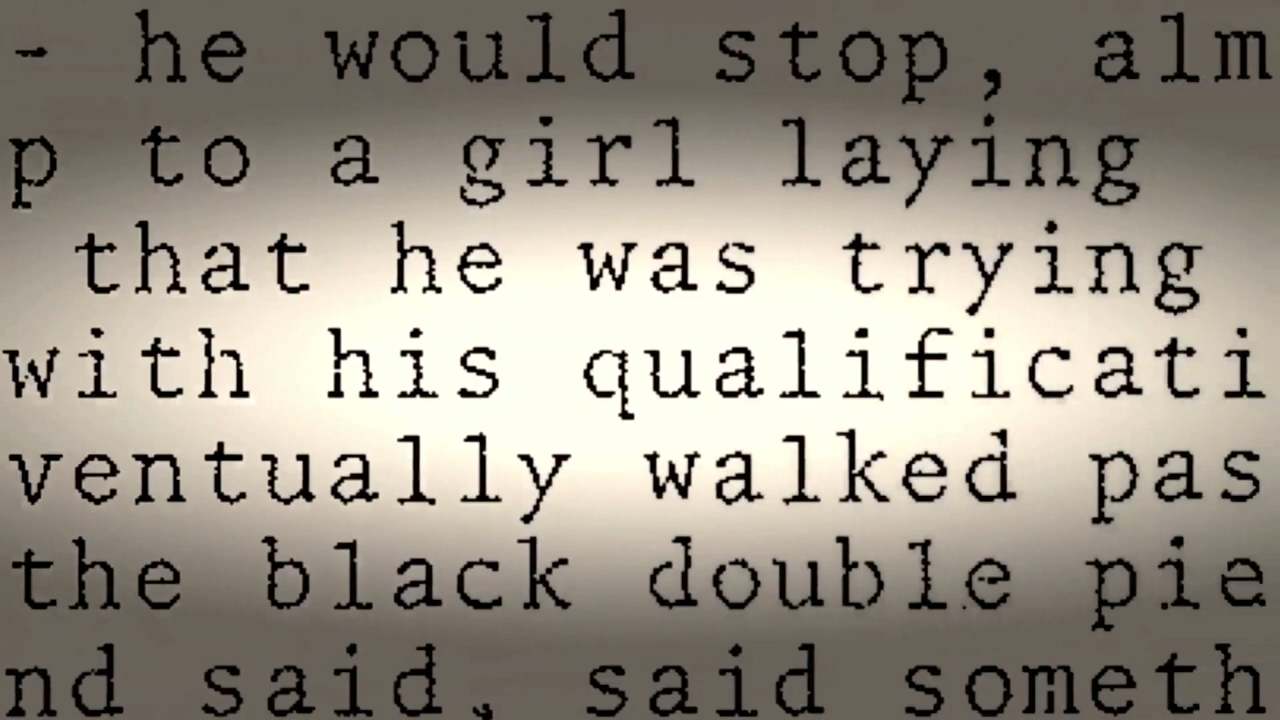 - he would stop, alm
p to a girl laying
that he was trying
with his qualificati
ventually walked pas
the black double pie
nd said, said someth